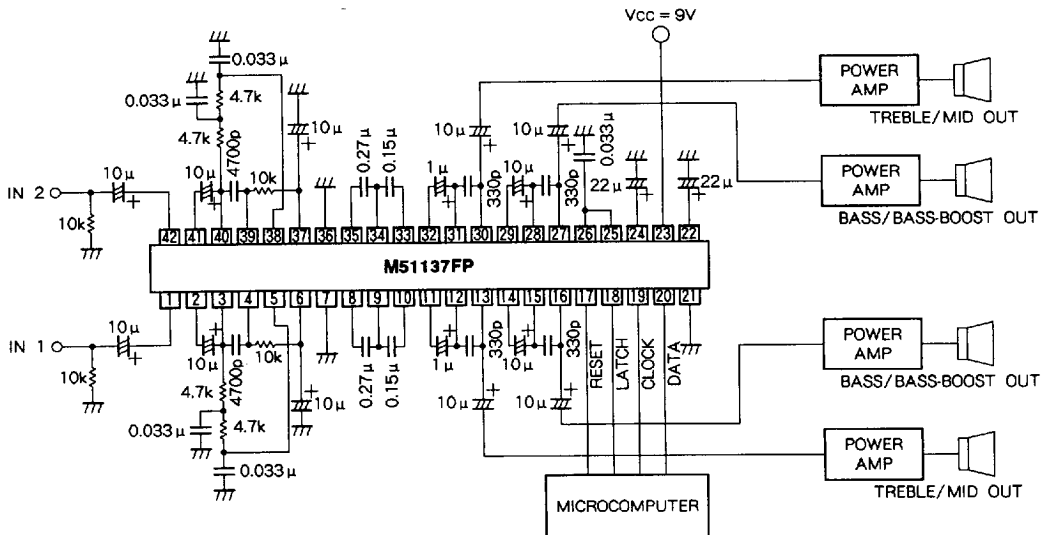 Vcc = 9V
0.033μ
0.033μ
4.7k
4.7k
4700p
10μ
10μ
10k
0.27μ
0.15μ
1μ
10μ
330p
10μ
10μ
330p
0.033μ
22μ
22μ
POWER
AMP
TREBLE/MID OUT
POWER
AMP
BASS/BASS-BOOST OUT
IN 2
10μ
10k
42 41 40 39 38 37 36 35 34 33 32 31 30 29 28 27 26 25 24 23 22
M51137FP
1 2 3 4 5 6 7 8 9 10 11 12 13 14 15 16 17 18 19 20 21
IN 1
10μ
10k
10μ
4700p
10k
4.7k
4.7k
0.033μ
0.033μ
10μ
0.27μ
0.15μ
1μ
330p
10μ
10μ
330p
10μ
RESET
LATCH
CLOCK
DATA
MICROCOMPUTER
POWER
AMP
BASS/BASS-BOOST OUT
POWER
AMP
TREBLE/MID OUT